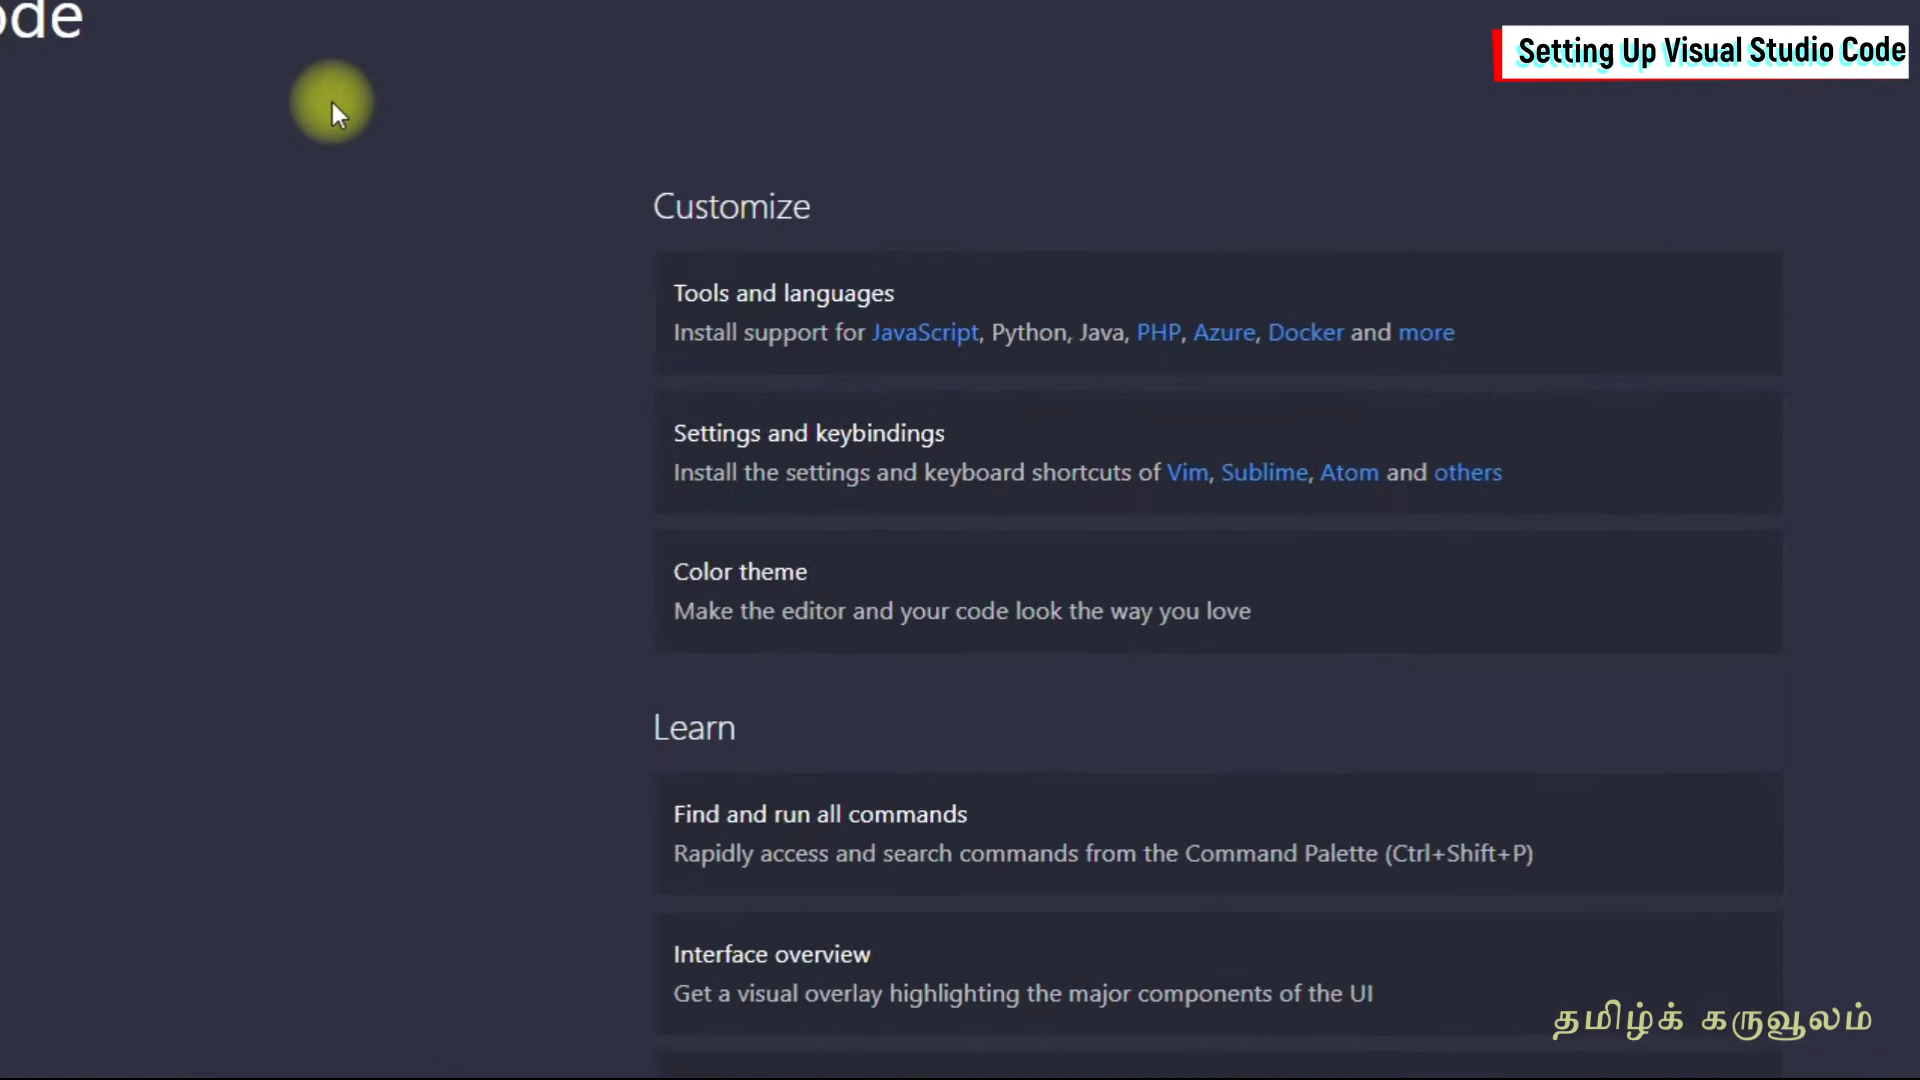 ode
Setting Up Visual Studio Code
Customize
Tools and languages
Install support for JavaScript, Python, Java, PHP, Azure, Docker and more
Settings and keybindings
Install the settings and keyboard shortcuts of Vim, Sublime, Atom and others
Color theme
Make the editor and your code look the way you love
Learn
Find and run all commands
Rapidly access and search commands from the Command Palette (Ctrl+Shift+P)
Interface overview
Get a visual overlay highlighting the major components of the UI
தமிழ்க் கருவூலம்